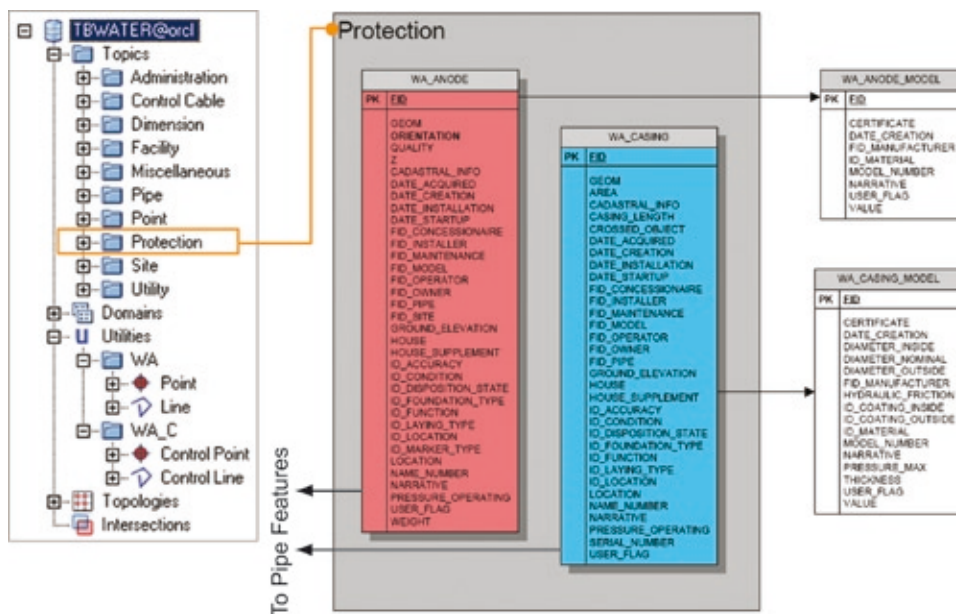 TBWATER@orcl
Topics
Administration
Control Cable
Dimension
Facility
Miscellaneous
Pipe
Point
Protection
Site
Utility
Domains
Utilities
WA
Point
Line
WA_C
Control Point
Control Line
Topologies
Intersections
Protection
WA_ANODE
PK FID
GEOM
ORIENTATION
QUALITY
Z
CADASTRAL_INFO
DATE_ACQUIRED
DATE_CREATION
DATE_INSTALLATION
DATE_STARTUP
FID_CONCESSIONAIRE
FID_INSTALLER
FID_MAINTENANCE
FID_MODEL
FID_OPERATOR
FID_OWNER
FID_PIPE
FID_SITE
GROUND_ELEVATION
HOUSE
HOUSE_SUPPLEMENT
ID_ACCURACY
ID_CONDITION
ID_DISPOSITION_STATE
ID_FOUNDATION_TYPE
ID_FUNCTION
ID_LAYING_TYPE
ID_LOCATION
ID_MARKER_TYPE
LOCATION
NAME_NUMBER
NARRATIVE
PRESSURE_OPERATING
USER_FLAG
WEIGHT
WA_CASING
PK FID
GEOM
AREA
CADASTRAL_INFO
CASING_LENGTH
CROSSED_OBJECT
DATE_ACQUIRED
DATE_CREATION
DATE_INSTALLATION
DATE_STARTUP
FID_CONCESSIONAIRE
FID_INSTALLER
FID_MAINTENANCE
FID_MODEL
FID_OPERATOR
FID_OWNER
FID_PIPE
GROUND_ELEVATION
HOUSE
HOUSE_SUPPLEMENT
ID_ACCURACY
ID_CONDITION
ID_DISPOSITION_STATE
ID_FOUNDATION_TYPE
ID_FUNCTION
ID_LAYING_TYPE
ID_LOCATION
LOCATION
NAME_NUMBER
NARRATIVE
PRESSURE_OPERATING
SERIAL_NUMBER
USER_FLAG
WA_ANODE_MODEL
PK FID
CERTIFICATE
DATE_CREATION
FID_MANUFACTURER
ID_MATERIAL
MODEL_NUMBER
NARRATIVE
USER_FLAG
VALUE
WA_CASING_MODEL
PK FID
CERTIFICATE
DATE_CREATION
DIAMETER_INSIDE
DIAMETER_NOMINAL
DIAMETER_OUTSIDE
FID_MANUFACTURER
HYDRAULIC_FRICTION
ID_COATING_INSIDE
ID_COATING_OUTSIDE
ID_MATERIAL
MODEL_NUMBER
NARRATIVE
PRESSURE_MAX
THICKNESS
USER_FLAG
VALUE
To Pipe Features